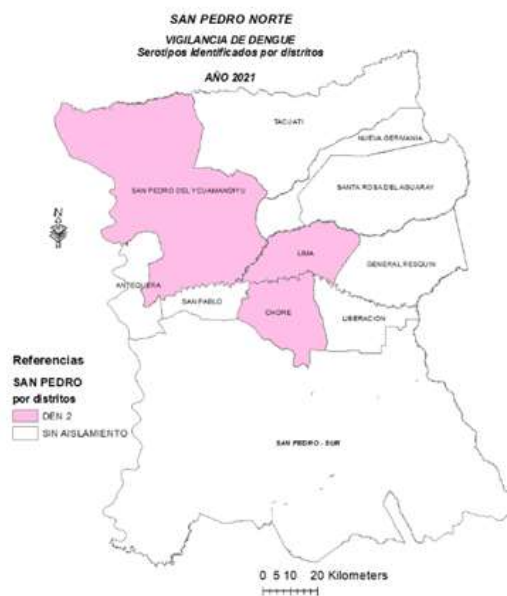 SAN PEDRO NORTE
VIGILANCIA DE DENGUE
Serotipos Identificados por distritos
AÑO 2021
TACUATI
NUEVA GERMANIA
SAN PEDRO DEL YCUAMANDIYU
SANTA ROSA DEL AGUARAY
N
LIMA
GENERAL RESQUIN
ANTEQUERA
SAN PABLO
CHORE
LIBERACION
Referencias
SAN PEDRO
por distritos
DEN 2
SIN AISLAMIENTO
SAN PEDRO - SUR
0 5 10 20 Kilometers